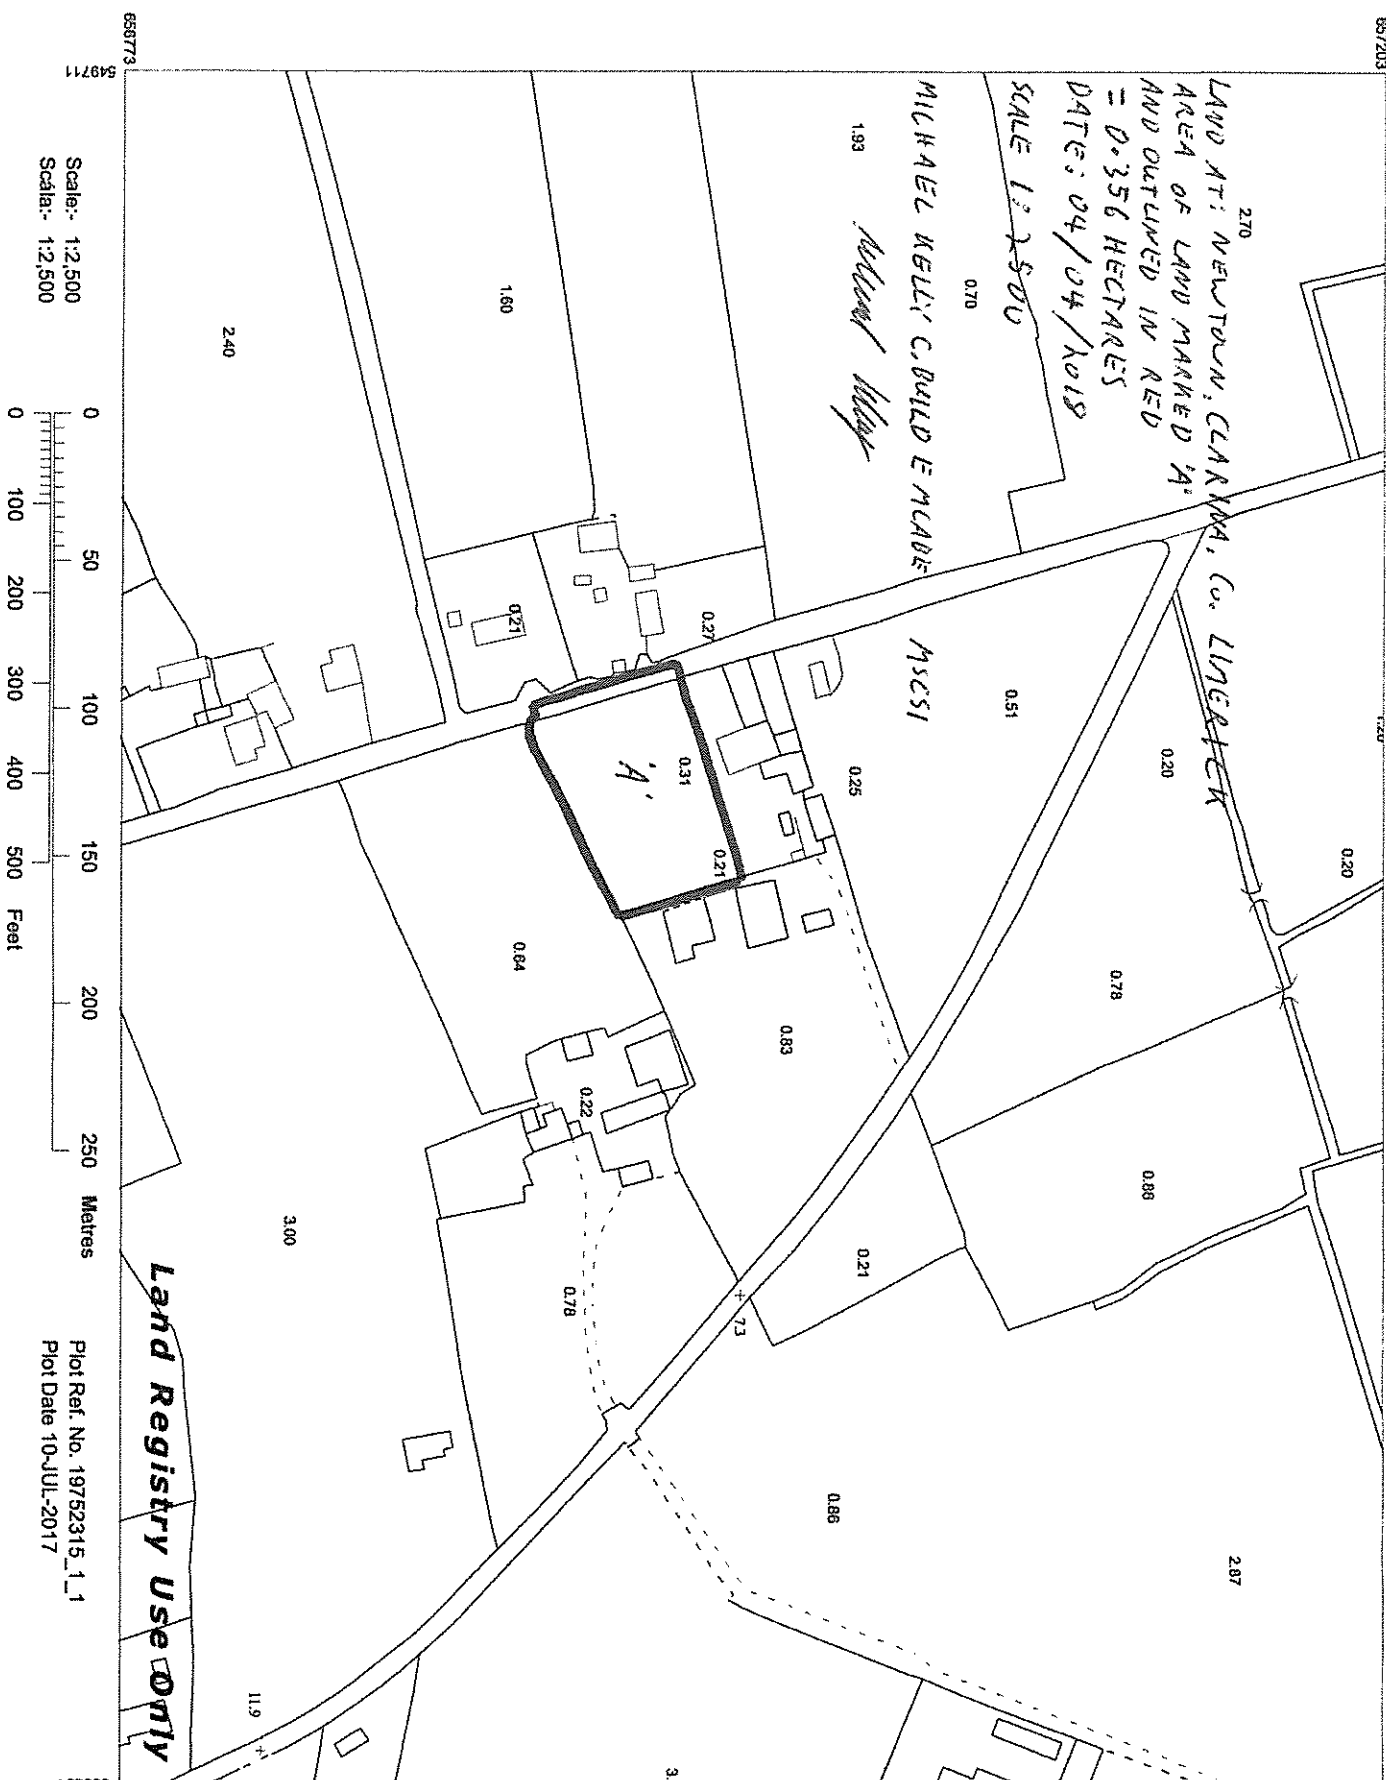 LAND AT: NEWTOWN, CLARINA, Co. LIMERICK
AREA OF LAND MARKED 'A'
AND OUTLINED IN RED
= 0.356 HECTARES
DATE: 04/04/2018
SCALE 1:2500
MICHAEL KELLY C.BUILD E MCABE MSCSI
657203
656773
549711
2.70
0.70
1.93
1.60
2.40
0.21
0.27
0.51
0.20
0.20
0.25
0.31
'A'
0.21
0.64
0.83
0.78
0.88
0.22
0.21
0.78
3.00
7.3
0.86
2.87
11.9
3.
Scale:- 1:2,500
Scála:- 1:2,500
0 50 100 150 200 250 Metres
0 100 200 300 400 500 Feet
Land Registry Use Only
Plot Ref. No. 19752315_1_1
Plot Date 10-JUL-2017